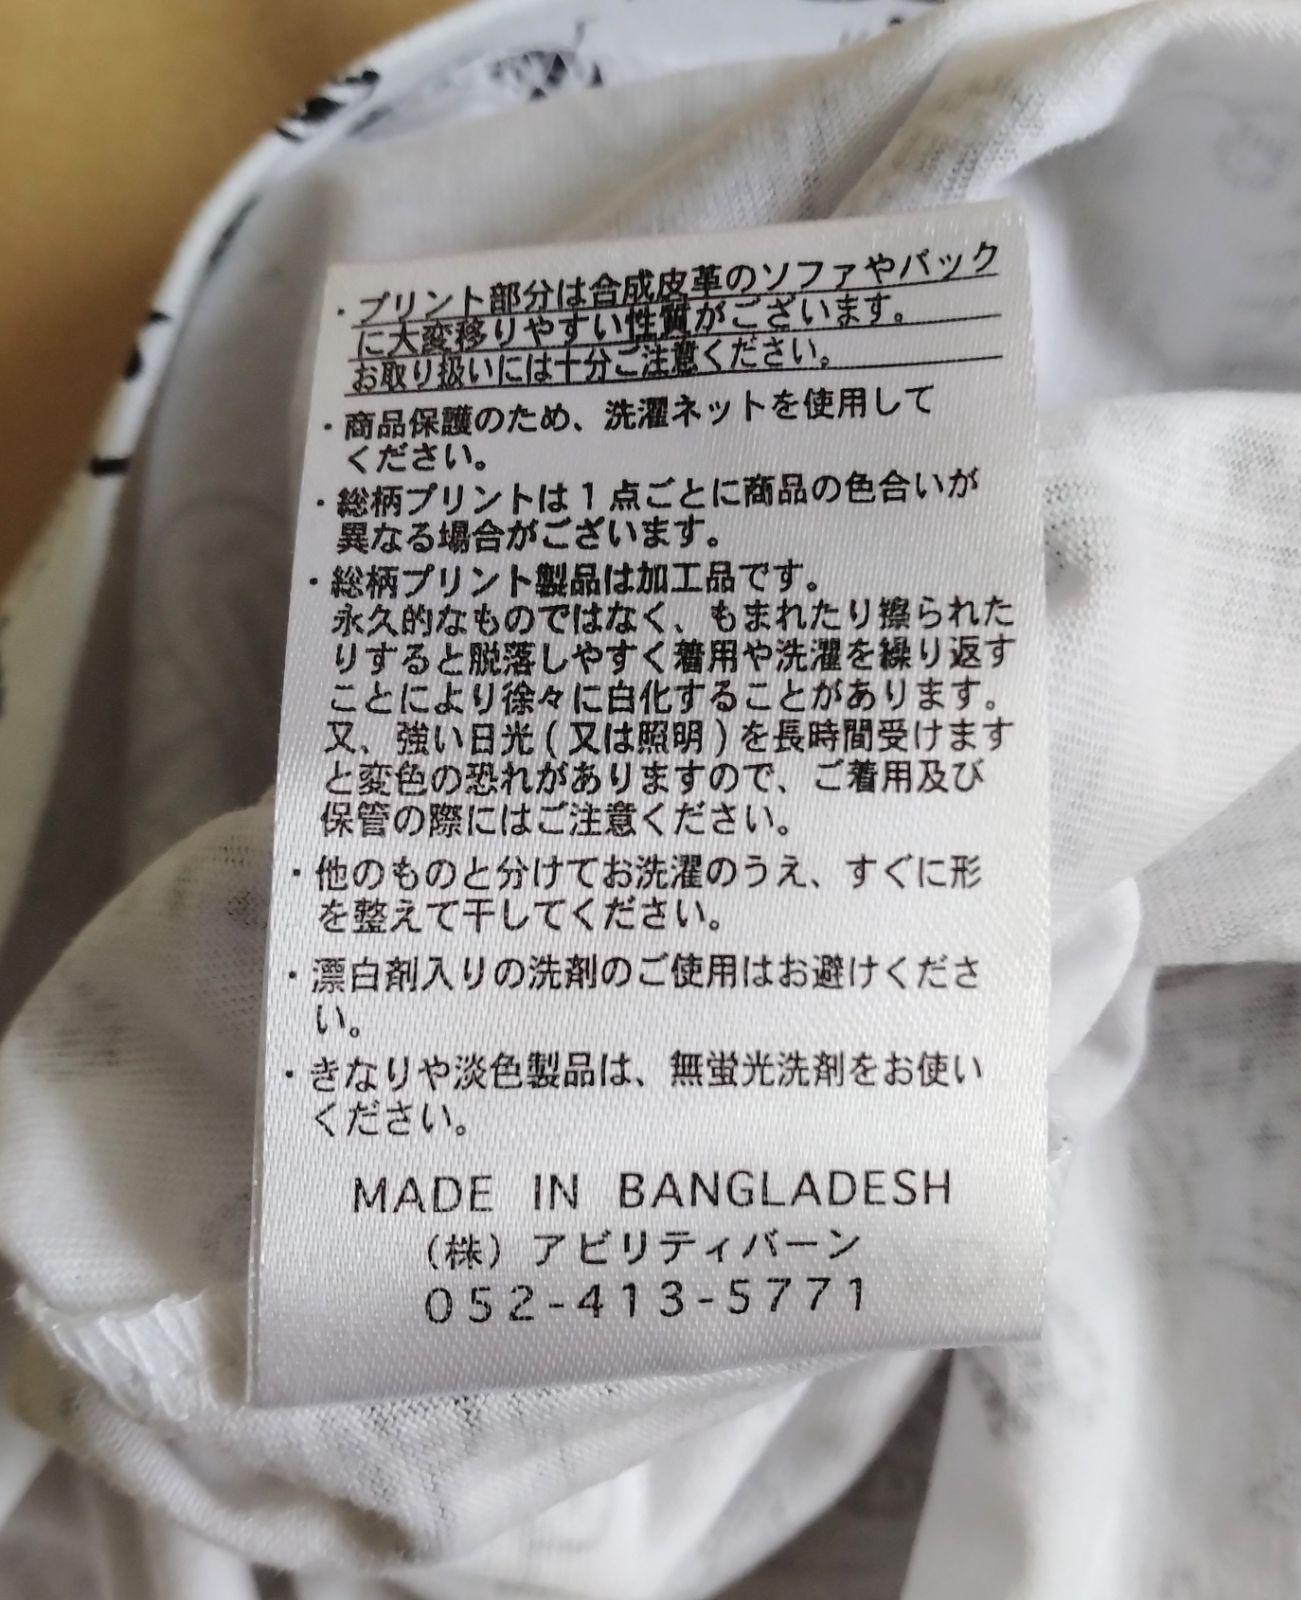 ・プリント部分は合成皮革のソファやバック
に大変移りやすい性質がございます。
お取り扱いには十分ご注意ください。
・商品保護のため、洗濯ネットを使用して
ください。
・総柄プリントは1点ごとに商品の色合いが
異なる場合がございます。
・総柄プリント製品は加工品です。
永久的なものではなく、もまれたり擦られた
りすると脱落しやすく着用や洗濯を繰り返す
ことにより徐々に白化することがあります。
又、強い日光(又は照明)を長時間受けます
と変色の恐れがありますので、ご着用及び
保管の際にはご注意ください。
・他のものと分けてお洗濯のうえ、すぐに形
を整えて干してください。
・漂白剤入りの洗剤のご使用はお避けくださ
い。
・きなりや淡色製品は、無蛍光洗剤をお使い
ください。
MADE IN BANGLADESH
(株)アビリティバーン
052-413-5771